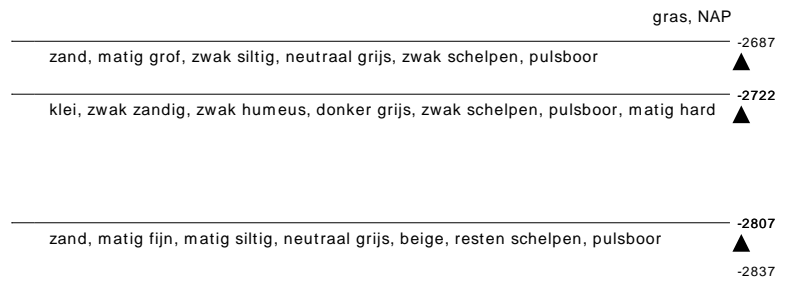 gras, NAP
-2687
zand, matig grof, zwak siltig, neutraal grijs, zwak schelpen, pulsboor
-2722
klei, zwak zandig, zwak humeus, donker grijs, zwak schelpen, pulsboor, matig hard
-2807
zand, matig fijn, matig siltig, neutraal grijs, beige, resten schelpen, pulsboor
-2837